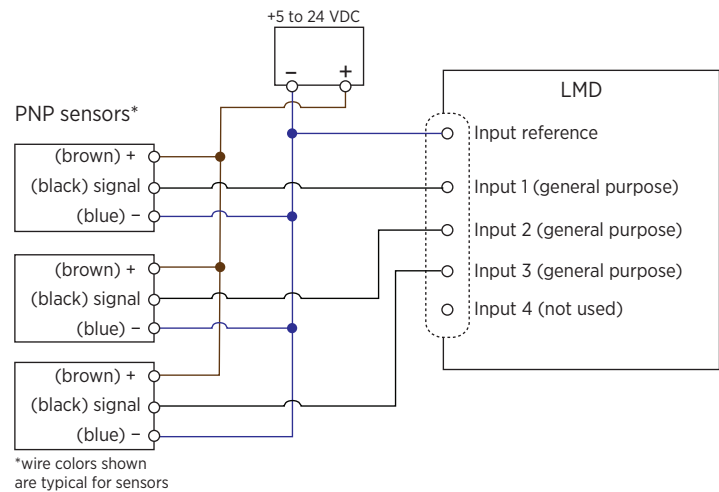 +5 to 24 VDC
− +
PNP sensors*
(brown) +
(black) signal
(blue) −
(brown) +
(black) signal
(blue) −
(brown) +
(black) signal
(blue) −
*wire colors shown
are typical for sensors
LMD
Input reference
Input 1 (general purpose)
Input 2 (general purpose)
Input 3 (general purpose)
Input 4 (not used)